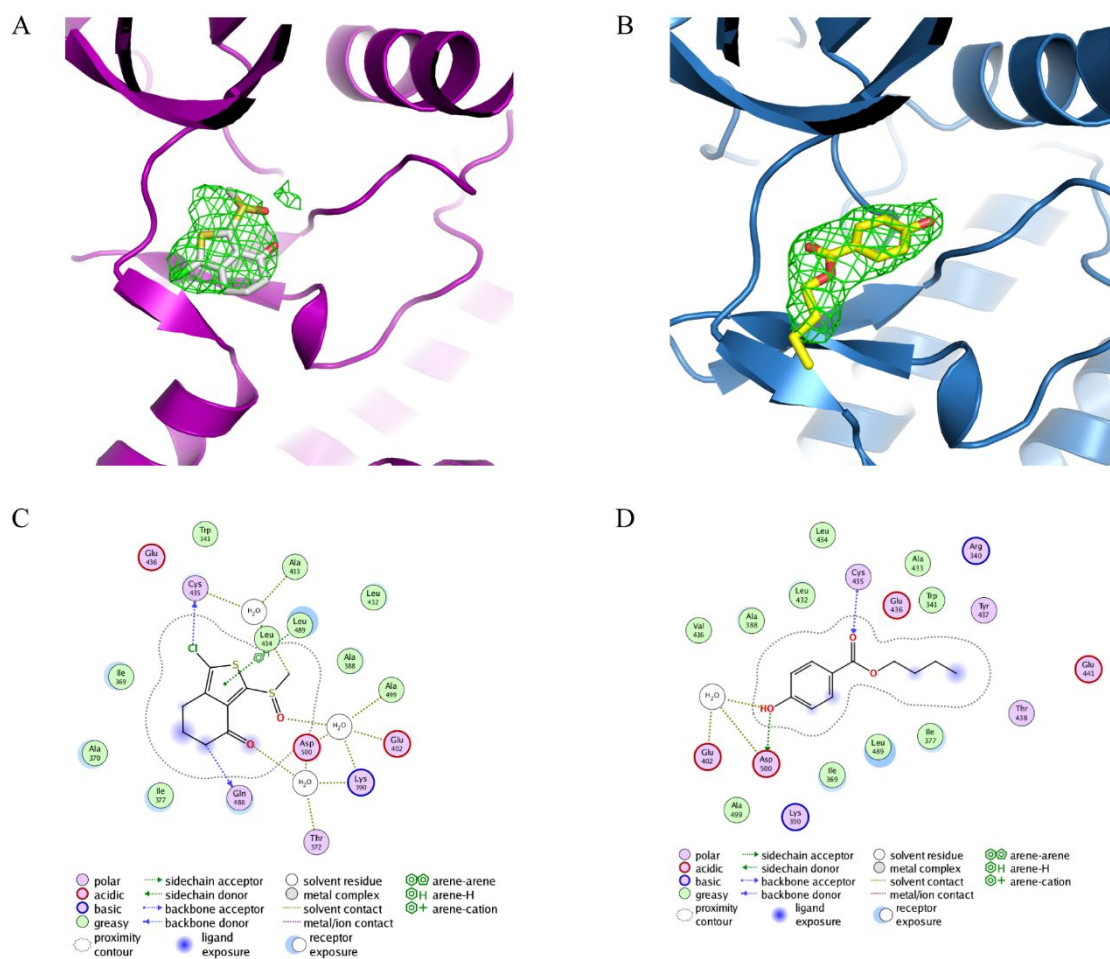 A
B
C
D
Trp
341
Glu
436
Cys
435
Ala
433
H₂O
Leu
432
Leu
489
Leu
434
H
Cl
S
Ala
388
Ile
369
S
Ala
499
O
H₂O
Asp
500
Glu
402
O
Ala
370
H₂O
Lys
390
Ile
377
Gln
486
Thr
372
polar
acidic
basic
greasy
proximity
contour
sidechain acceptor
sidechain donor
backbone acceptor
backbone donor
ligand
exposure
solvent residue
metal complex
solvent contact
metal/ion contact
receptor
exposure
arene-arene
H arene-H
+ arene-cation
Leu
434
Arg
340
Cys
435
Ala
433
Leu
432
Glu
436
Trp
341
Ala
388
Tyr
437
Val
416
O
O
Glu
441
H₂O
HO
Thr
438
Glu
402
Asp
500
Leu
489
Ile
377
Ile
369
Ala
499
Lys
390
polar
acidic
basic
greasy
proximity
contour
sidechain acceptor
sidechain donor
backbone acceptor
backbone donor
ligand
exposure
solvent residue
metal complex
solvent contact
metal/ion contact
receptor
exposure
arene-arene
H arene-H
+ arene-cation